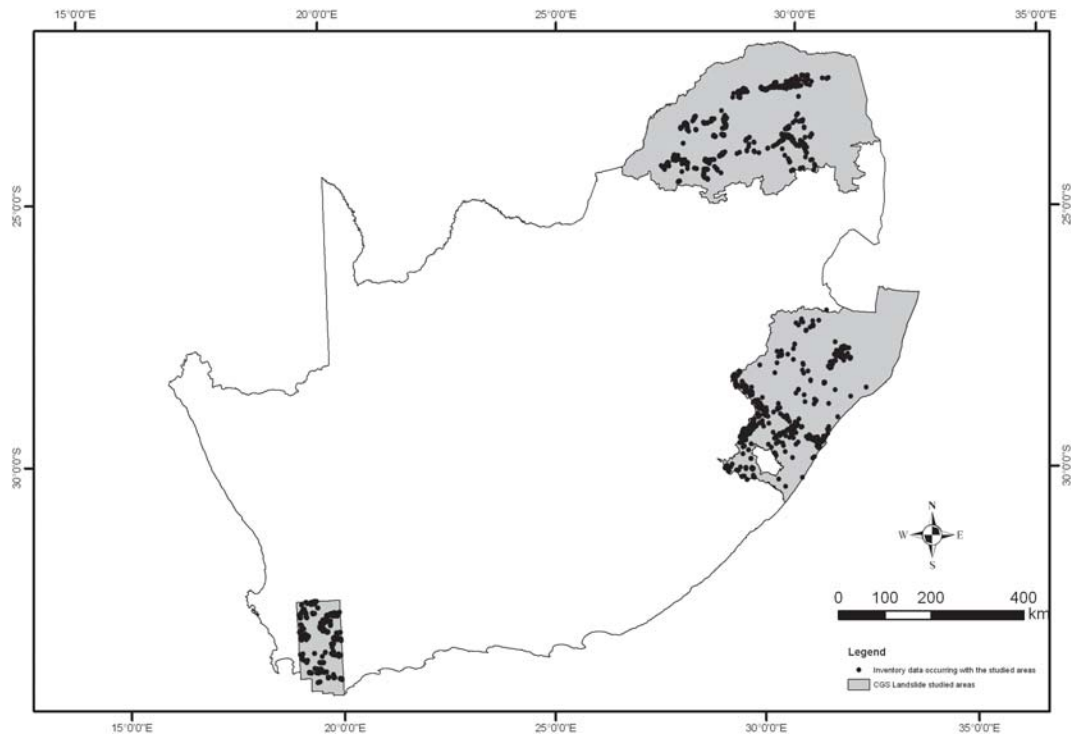 15°0'0"E 20°0'0"E 25°0'0"E 30°0'0"E 35°0'0"E
25°0'0"S 25°0'0"S
30°0'0"S 30°0'0"S
N
W E
S
0 100 200 400
km
Legend
Inventory data occurring with the studied areas
CGS Landslide studied areas
15°0'0"E 20°0'0"E 25°0'0"E 30°0'0"E 35°0'0"E